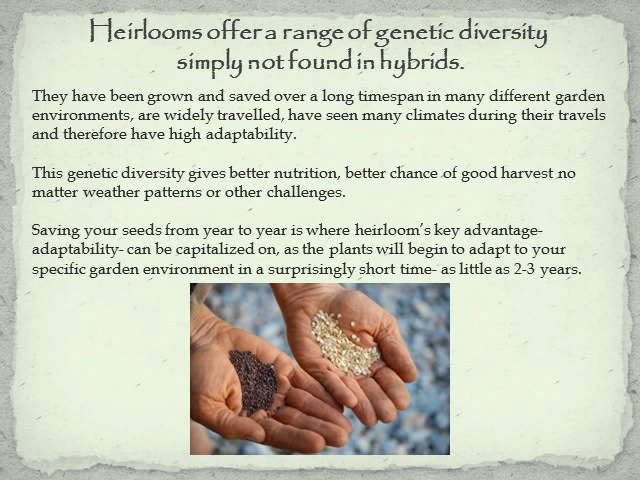 Heirlooms offer a range of genetic diversity
simply not found in hybrids.
They have been grown and saved over a long timespan in many different garden
environments, are widely travelled, have seen many climates during their travels
and therefore have high adaptability.
This genetic diversity gives better nutrition, better chance of good harvest no
matter weather patterns or other challenges.
Saving your seeds from year to year is where heirloom's key advantage-
adaptability- can be capitalized on, as the plants will begin to adapt to your
specific garden environment in a surprisingly short time- as little as 2-3 years.